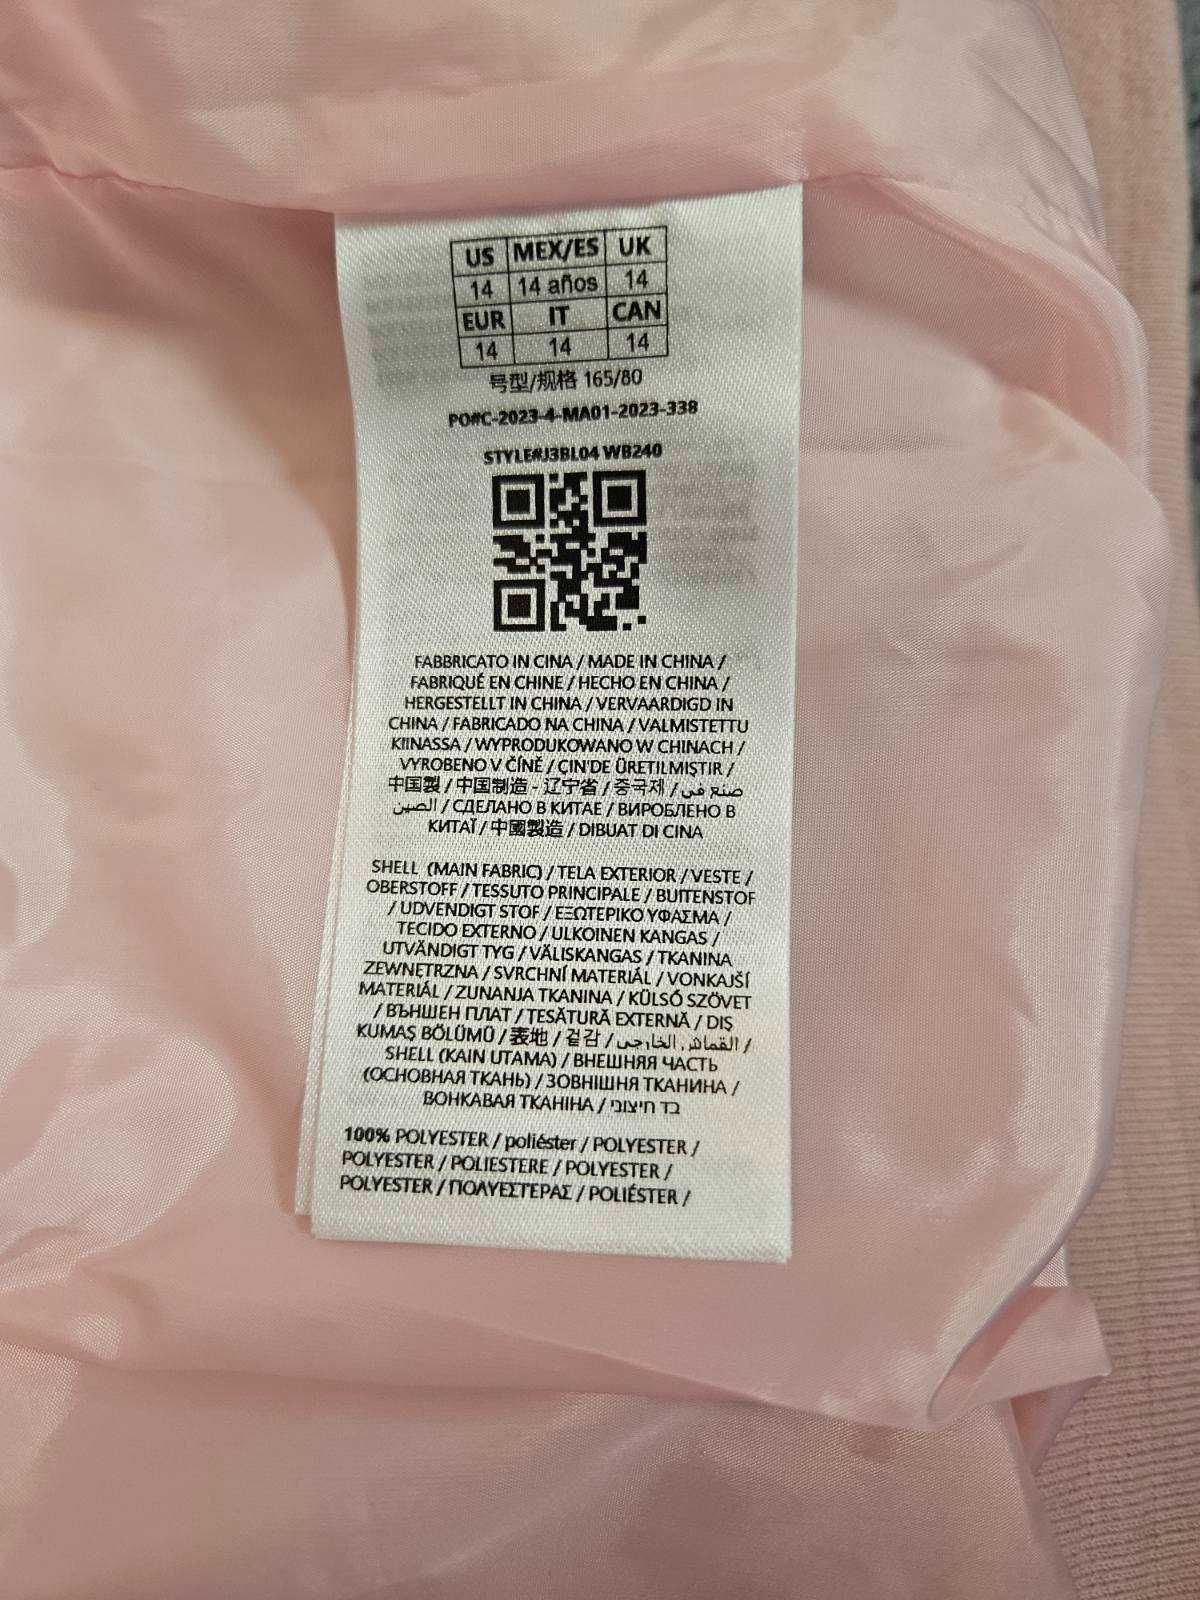 US MEX/ES UK
14 14 años 14
EUR IT CAN
14 14 14
号型/规格 165/80
PO#C-2023-4-MA01-2023-338
STYLE#J3BL04 WB240
FABBRICATO IN CINA / MADE IN CHINA /
FABRIQUÉ EN CHINE / HECHO EN CHINA /
HERGESTELLT IN CHINA / VERVAARDIGD IN
CHINA / FABRICADO NA CHINA / VALMISTETTU
KIINASSA / WYPRODUKOWANO W CHINACH /
VYROBENO V ČÍNĚ / ÇIN'DE ÜRETILMIŞTIR /
中国製 / 中国制造 - 辽宁省 / 중국제 / صنع في
الصين / СДЕЛАНО В КИТАЕ / ВИРОБЛЕНО В
КИТАЇ / 中國製造 / DIBUAT DI CINA
SHELL (MAIN FABRIC) / TELA EXTERIOR / VESTE /
OBERSTOFF / TESSUTO PRINCIPALE / BUITENSTOF
/ UDVENDIGT STOF / ΕΞΩΤΕΡΙΚΟ ΥΦΑΣΜΑ /
TECIDO EXTERNO / ULKOINEN KANGAS /
UTVÄNDIGT TYG / VÄLISKANGAS / TKANINA
ZEWNĘTRZNA / SVRCHNÍ MATERIÁL / VONKAJŠÍ
MATERIÁL / ZUNANJA TKANINA / KÜLSŐ SZÖVET
/ ВЪНШЕН ПЛАТ / ȚESĂTURĂ EXTERNĂ / DIŞ
KUMAŞ BÖLÜMÜ / 表地 / 겉감 / القماش الخارجي /
SHELL (KAIN UTAMA) / ВНЕШНЯЯ ЧАСТЬ
(ОСНОВНАЯ ТКАНЬ) / ЗОВНІШНЯ ТКАНИНА /
ВОНКАВАЯ ТКАНІНА / בד חיצוני
100% POLYESTER / poliéster / POLYESTER /
POLYESTER / POLIESTERE / POLYESTER /
POLYESTER / ΠΟΛΥΕΣΤΕΡΑΣ / POLIÉSTER /